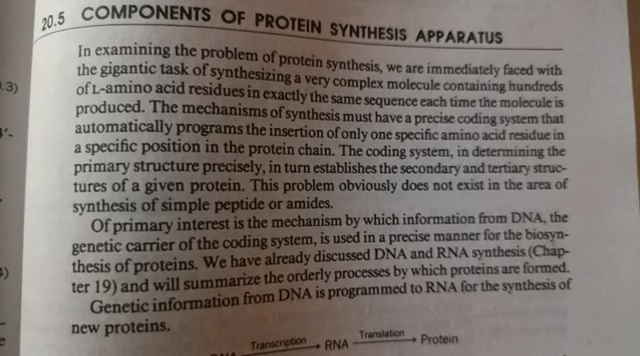 20.5 COMPONENTS OF PROTEIN SYNTHESIS APPARATUS
In examining the problem of protein synthesis, we are immediately faced with
the gigantic task of synthesizing a very complex molecule containing hundreds
of L-amino acid residues in exactly the same sequence each time the molecule is
produced. The mechanisms of synthesis must have a precise coding system that
automatically programs the insertion of only one specific amino acid residue in
a specific position in the protein chain. The coding system, in determining the
primary structure precisely, in turn establishes the secondary and tertiary struc-
tures of a given protein. This problem obviously does not exist in the area of
synthesis of simple peptide or amides.
Of primary interest is the mechanism by which information from DNA, the
genetic carrier of the coding system, is used in a precise manner for the biosyn-
thesis of proteins. We have already discussed DNA and RNA synthesis (Chap-
ter 19) and will summarize the orderly processes by which proteins are formed.
Genetic information from DNA is programmed to RNA for the synthesis of
new proteins.
Transcription Translation
RNA Protein